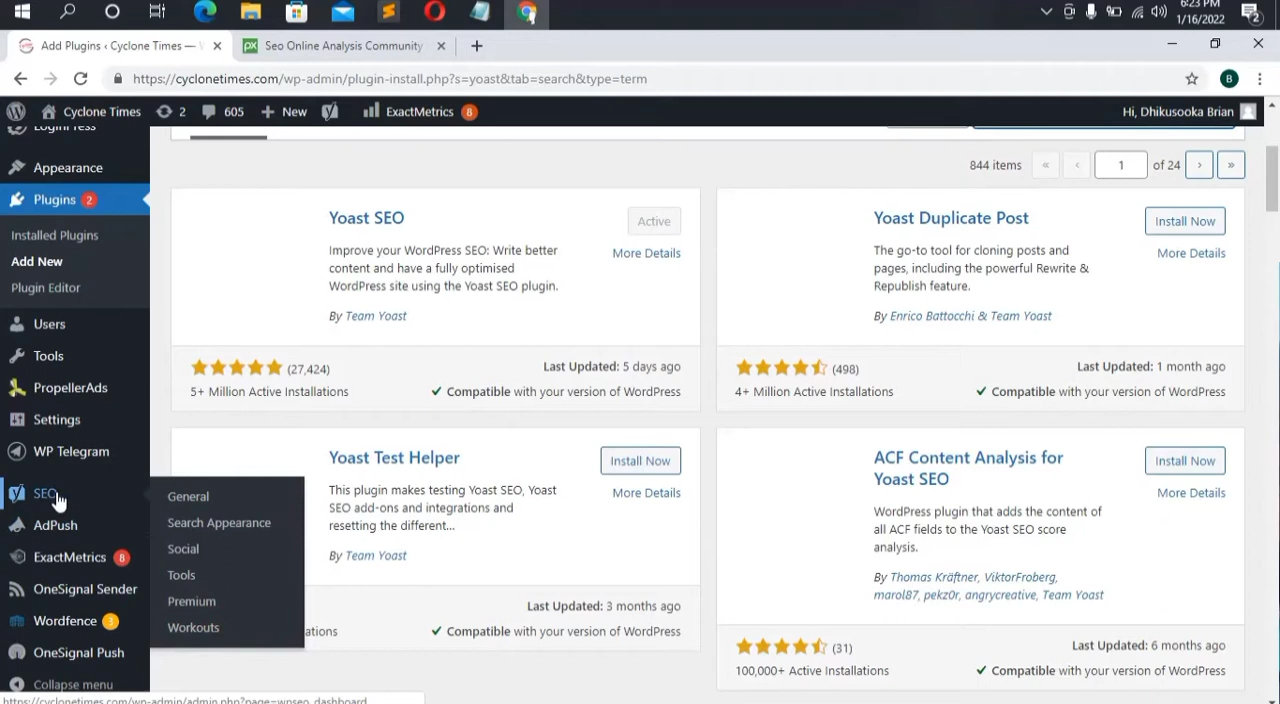 6:23 PM
1/16/2022
2
Add Plugins ‹ Cyclone Times —
Seo Online Analysis Community
https://cyclonetimes.com/wp-admin/plugin-install.php?s=yoast&tab=search&type=term
B
Cyclone Times
2
605
New
ExactMetrics 8
Hi, Dhikusooka Brian
LoginPress
Appearance
Plugins 2
Installed Plugins
Add New
Plugin Editor
Users
Tools
PropellerAds
Settings
WP Telegram
SEO
AdPush
ExactMetrics 8
OneSignal Sender
Wordfence 3
OneSignal Push
Collapse menu
General
Search Appearance
Social
Tools
Premium
Workouts
844 items
«
‹
1
of 24
›
»
Yoast SEO
Active
More Details
Improve your WordPress SEO: Write better
content and have a fully optimised
WordPress site using the Yoast SEO plugin.
By Team Yoast
(27,424)
5+ Million Active Installations
Last Updated: 5 days ago
Compatible with your version of WordPress
Yoast Duplicate Post
Install Now
More Details
The go-to tool for cloning posts and
pages, including the powerful Rewrite &
Republish feature.
By Enrico Battocchi & Team Yoast
(498)
4+ Million Active Installations
Last Updated: 1 month ago
Compatible with your version of WordPress
Yoast Test Helper
Install Now
More Details
This plugin makes testing Yoast SEO, Yoast
SEO add-ons and integrations and
resetting the different...
By Team Yoast
ations
Last Updated: 3 months ago
Compatible with your version of WordPress
ACF Content Analysis for
Yoast SEO
Install Now
More Details
WordPress plugin that adds the content of
all ACF fields to the Yoast SEO score
analysis.
By Thomas Kräftner, ViktorFroberg,
marol87, pekz0r, angrycreative, Team Yoast
(31)
100,000+ Active Installations
Last Updated: 6 months ago
Compatible with your version of WordPress
https://cyclonetimes.com/wp-admin/admin.php?page=wpseo_dashboard